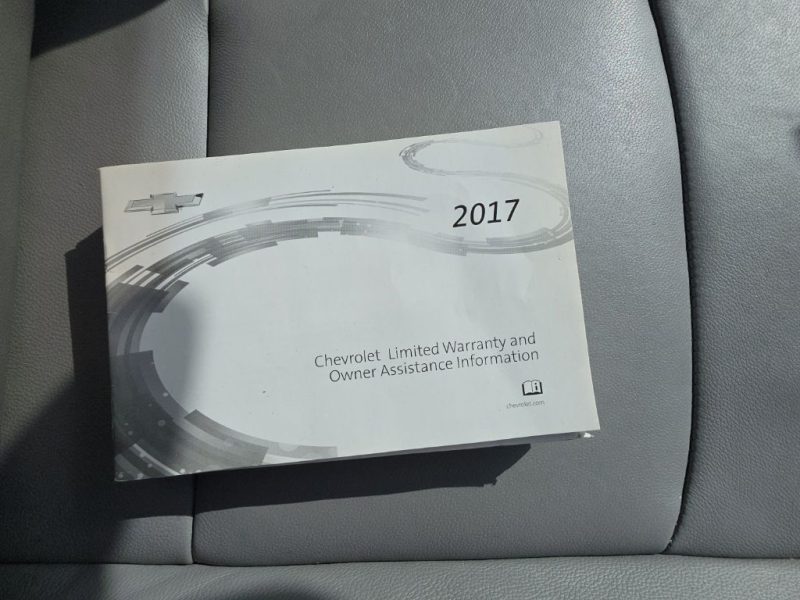 2017
Chevrolet Limited Warranty and
Owner Assistance Information
chevrolet.com